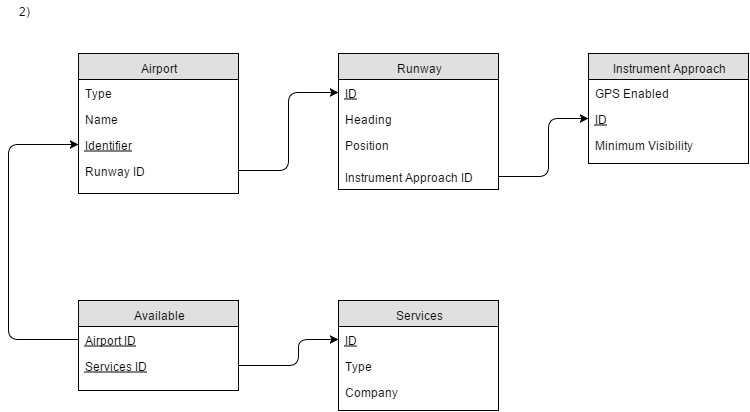 2)
Airport
Type
Name
Identifier
Runway ID
Runway
ID
Heading
Position
Instrument Approach ID
Instrument Approach
GPS Enabled
ID
Minimum Visibility
Available
Airport ID
Services ID
Services
ID
Type
Company